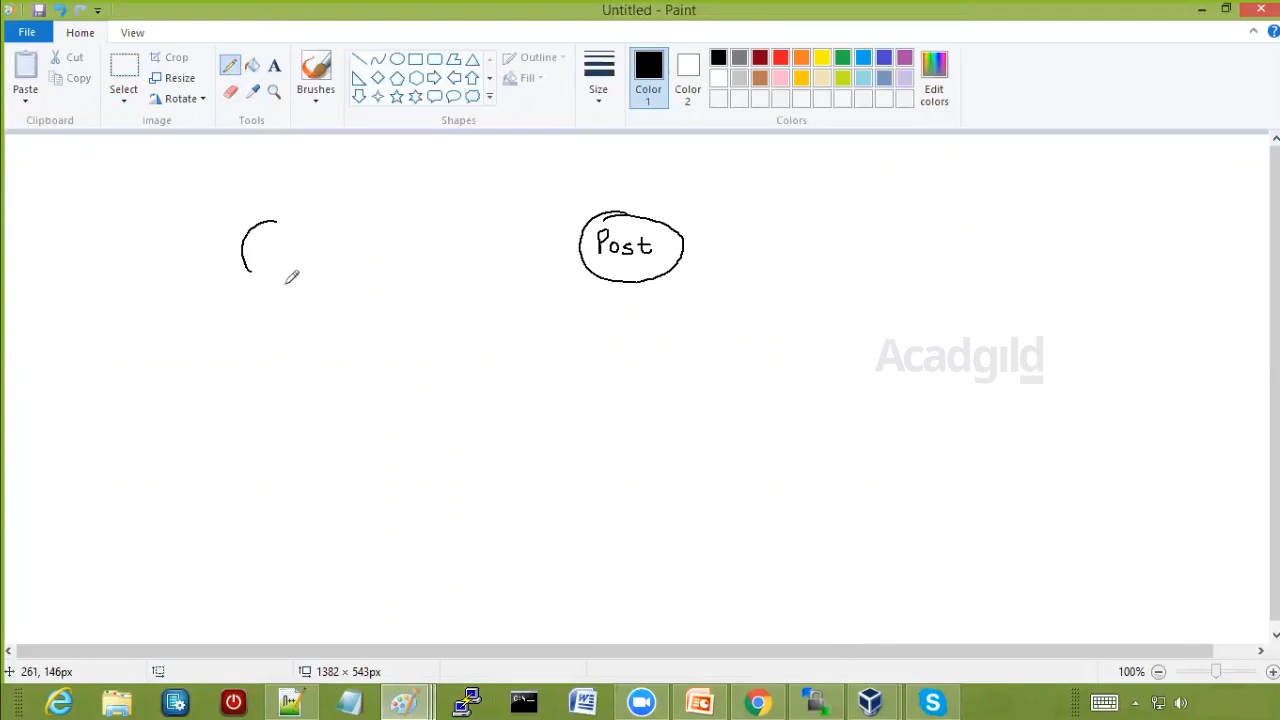 Untitled - Paint
File Home View
Paste
Cut
Copy
Clipboard
Select
Crop
Resize
Rotate
Image
A
Tools
Brushes
Outline
Fill
Shapes
Size
Color 1
Color 2
Edit colors
Colors
Post
Acadgild
261, 146px
1382 × 543px
100%